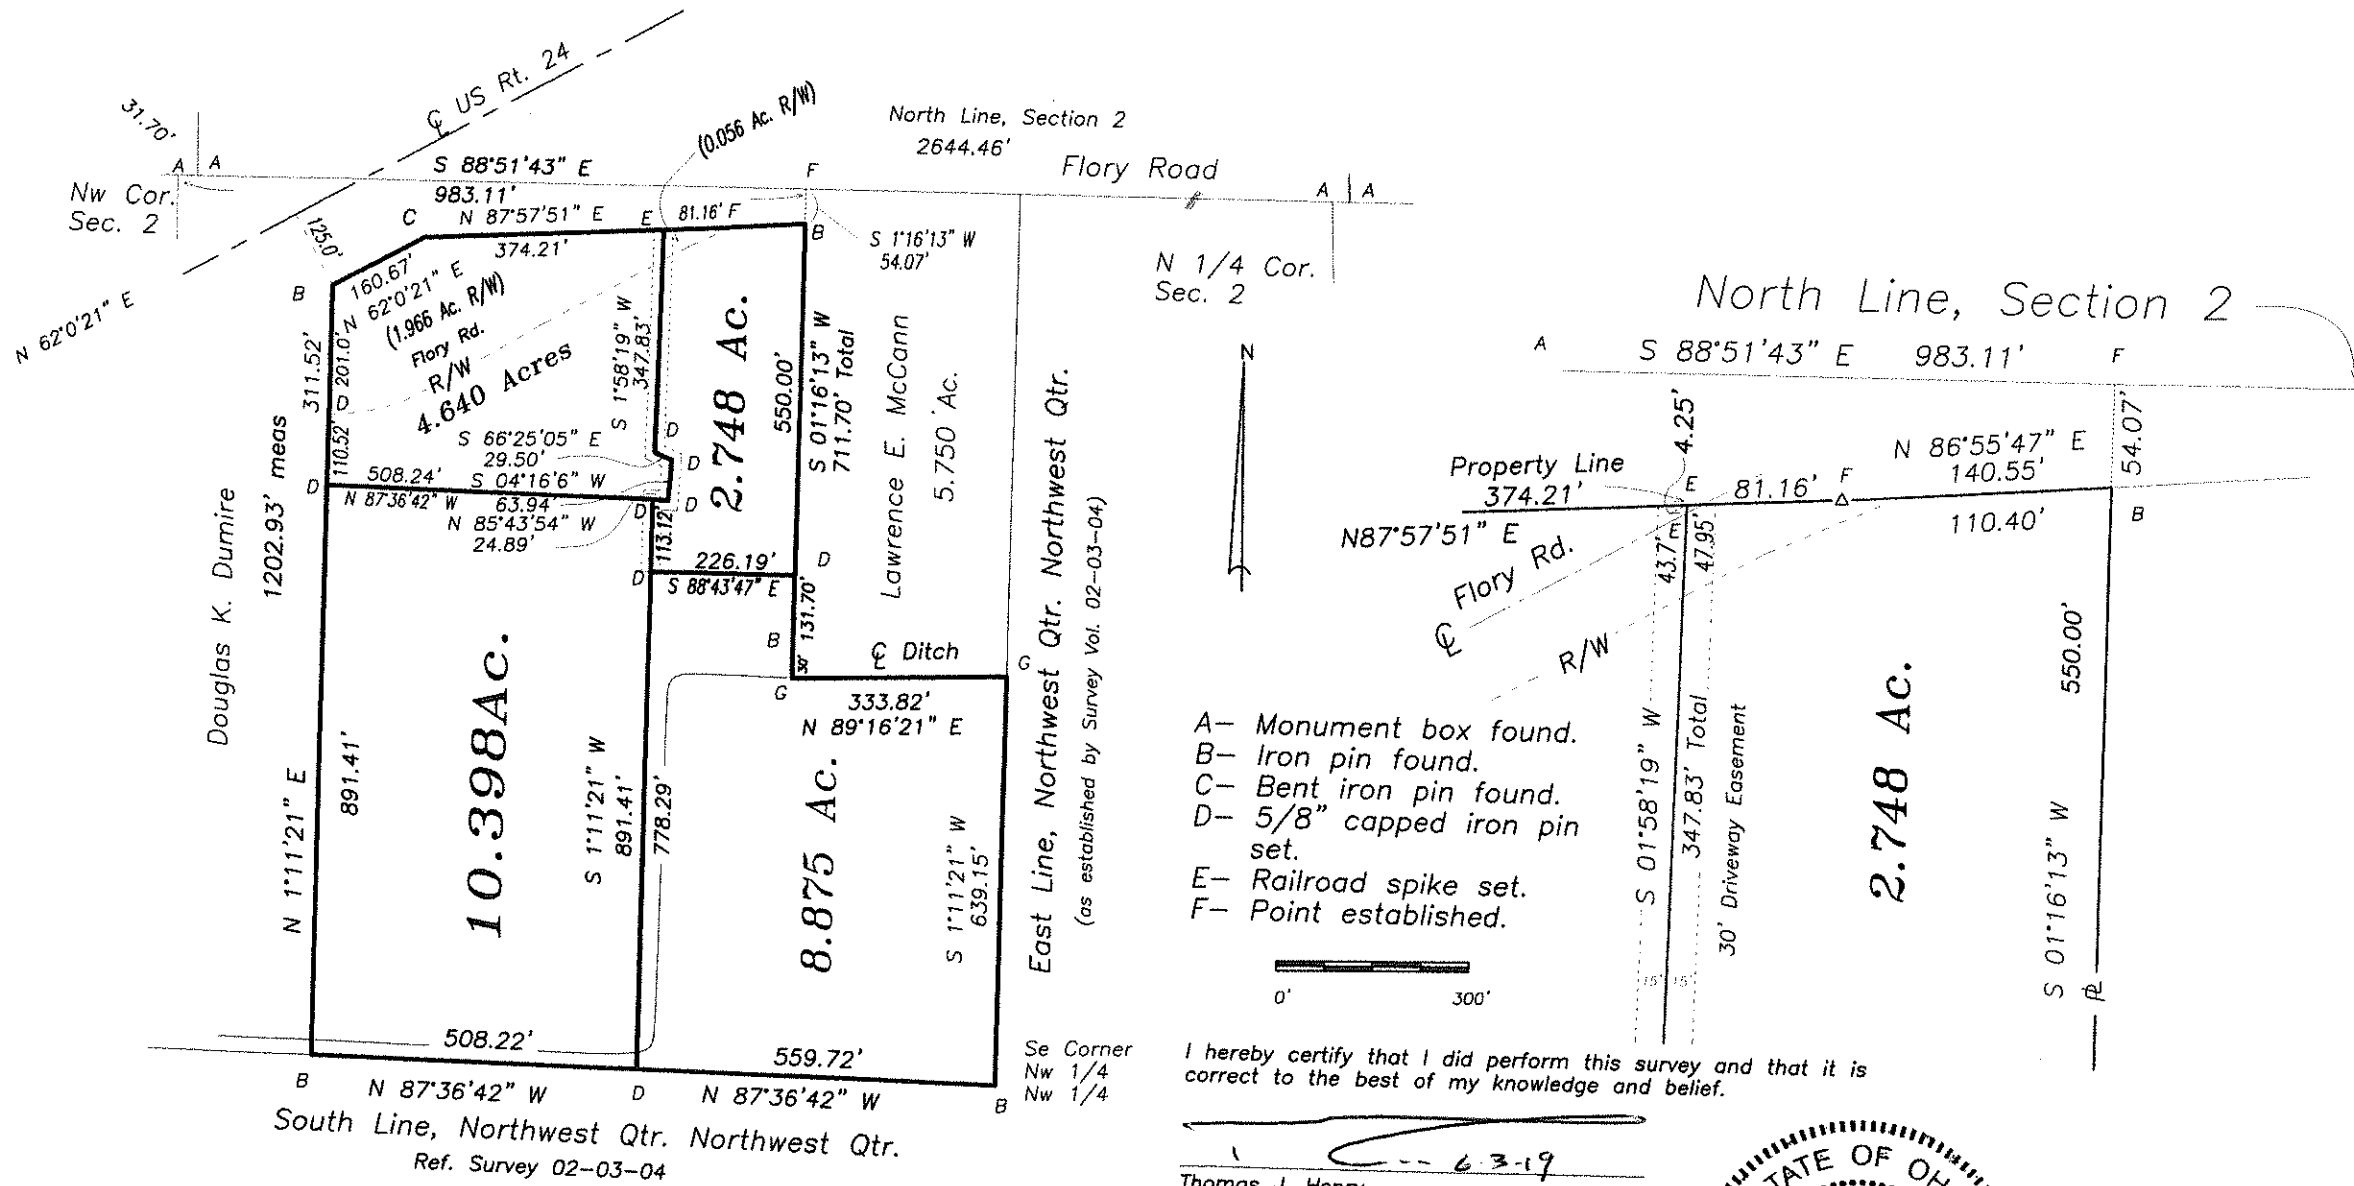 31.70'
℄ US Rt. 24
(0.056 Ac. R/W)
North Line, Section 2
2644.46'
Flory Road
A A
S 88°51'43" E
983.11'
F
A A
Nw Cor.
Sec. 2
N 62°0'21" E
125.0'
C
N 87°57'51" E
374.21'
E
81.16' F
B
S 1°16'13" W
54.07'
N 1/4 Cor.
Sec. 2
B
160.67'
N 62°0'21" E
(1.966 Ac. R/W)
Flory Rd.
R/W
4.640 Acres
311.52'
201.0'
D
110.52'
S 1°58'19" W
347.83'
2.748 Ac.
550.00'
S 01°16'13" W
711.70' Total
Lawrence E. McCann
5.750 Ac.
S 66°25'05" E
29.50'
D
D
D
508.24'
S 04°16'6" W
63.94'
N 87°36'42" W
N 85°43'54" W
24.89'
D
D
113.12'
D
226.19'
S 88°43'47" E
D
B
131.70'
30'
G
℄ Ditch
G
333.82'
N 89°16'21" E
Douglas K. Dumire
1202.93' meas
N 1°11'21" E
891.41'
10.398Ac.
S 1°11'21" W
891.41'
778.29'
8.875 Ac.
S 1°11'21" W
639.15'
East Line, Northwest Qtr. Northwest Qtr.
(as established by Survey Vol. 02-03-04)
508.22'
559.72'
B
N 87°36'42" W
D
N 87°36'42" W
B
Se Corner
Nw 1/4
Nw 1/4
South Line, Northwest Qtr. Northwest Qtr.
Ref. Survey 02-03-04
N
North Line, Section 2
A
S 88°51'43" E 983.11'
F
4.25'
54.07'
N 86°55'47" E
140.55'
Property Line
374.21'
E
81.16'
F
110.40'
B
N87°57'51" E
43.7'
E
47.95'
℄ Flory Rd.
R/W
S 01°58'19" W
347.83' Total
30' Driveway Easement
15' 15'
2.748 Ac.
550.00'
S 01°16'13" W
PL
A- Monument box found.
B- Iron pin found.
C- Bent iron pin found.
D- 5/8" capped iron pin
set.
E- Railroad spike set.
F- Point established.
0' 300'
I hereby certify that I did perform this survey and that it is
correct to the best of my knowledge and belief.
6-3-19
Thomas J. Henry
STATE OF OH